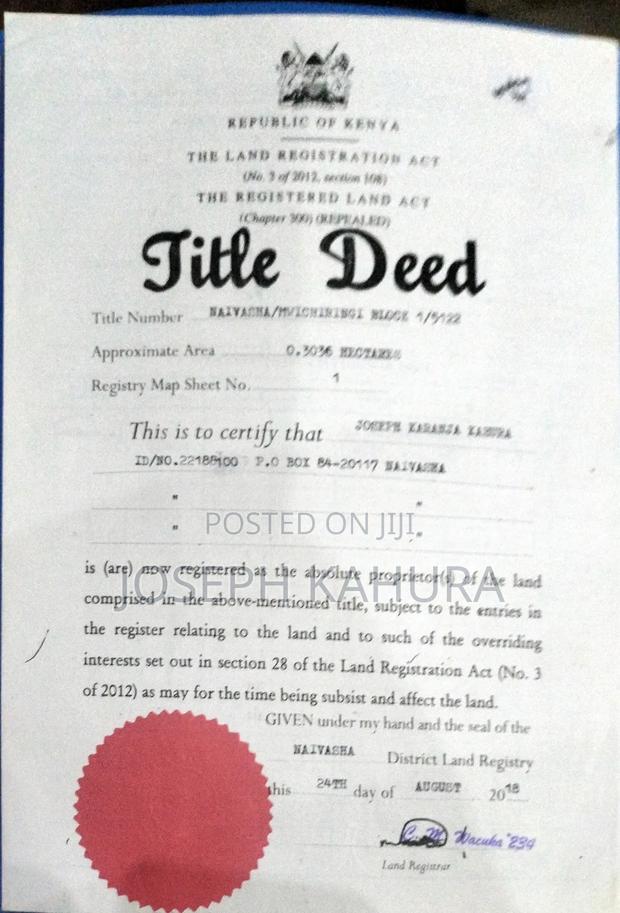 REPUBLIC OF KENYA
THE LAND REGISTRATION ACT
(No. 3 of 2012, section 108)
THE REGISTERED LAND ACT
(Chapter 300) (REPEALED)
Title Deed
Title Number NAIVASHA/MWICHIRINGI BLOCK 1/5122
Approximate Area 0.3036 HECTARES
Registry Map Sheet No. 1
This is to certify that JOSEPH KARANJA KAHURA
ID/NO.22188100 P.O BOX 84-20117 NAIVASHA
" "
" "
POSTED ON JIJI
JOSEPH KAHURA
is (are) now registered as the absolute proprietor(s) of the land
comprised in the above-mentioned title, subject to the entries in
the register relating to the land and to such of the overriding
interests set out in section 28 of the Land Registration Act (No. 3
of 2012) as may for the time being subsist and affect the land.
GIVEN under my hand and the seal of the
NAIVASHA District Land Registry
this 24TH day of AUGUST 2018
C. M. Wacuka *234
Land Registrar